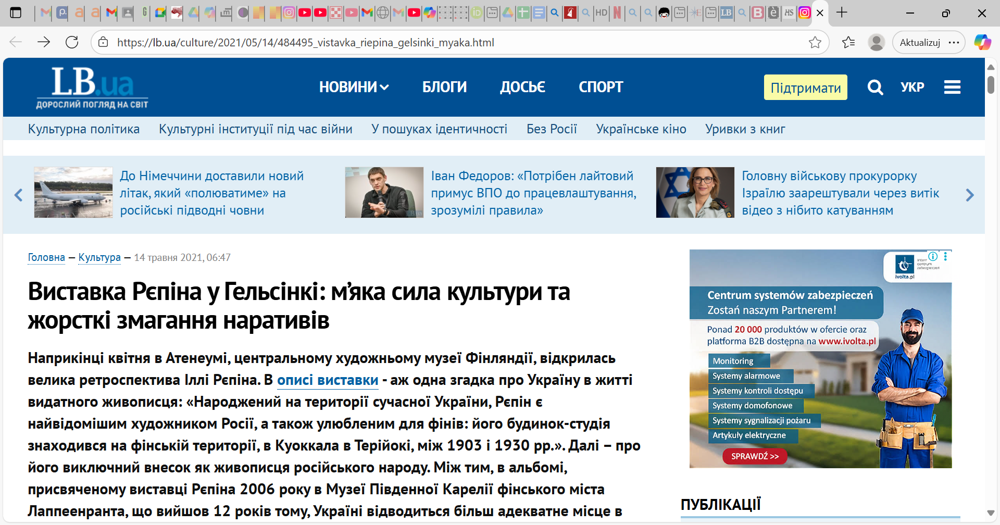 https://lb.ua/culture/2021/05/14/484495_vistavka_riepina_gelsinki_myaka.html
Aktualizuj
LB.ua
ДОРОСЛИЙ ПОГЛЯД НА СВІТ
НОВИНИ БЛОГИ ДОСЬЄ СПОРТ
Підтримати
УКР
Культурна політика Культурні інституції під час війни У пошуках ідентичності Без Росії Українське кіно Уривки з книг
До Німеччини доставили новий
літак, який «полюватиме» на
російські підводні човни
Іван Федоров: «Потрібен лайтовий
примус ВПО до працевлаштування,
зрозумілі правила»
Головну військову прокурорку
Ізраїлю заарештували через витік
відео з нібито катуванням
Головна — Культура — 14 травня 2021, 06:47
Виставка Рєпіна у Гельсінкі: м’яка сила культури та
жорсткі змагання наративів
Наприкінці квітня в Атенеумі, центральному художньому музеї Фінляндії, відкрилась
велика ретроспектива Іллі Рєпіна. В описі виставки - аж одна згадка про Україну в житті
видатного живописця: «Народжений на території сучасної України, Рєпін є
найвідомішим художником Росії, а також улюбленим для фінів: його будинок-студія
знаходився на фінській території, в Куоккала в Терійокі, між 1903 і 1930 рр.». Далі – про
його виключний внесок як живописця російського народу. Між тим, в альбомі,
присвяченому виставці Рєпіна 2006 року в Музеї Південної Карелії фінського міста
Лаппеенранта, що вийшов 12 років тому, Україні відводиться більш адекватне місце в
ivolta.pl
Centrum systemów zabezpieczeń
Zostań naszym Partnerem!
Ponad 20 000 produktów w ofercie oraz
platforma B2B dostępna na www.ivolta.pl
Monitoring
Systemy alarmowe
Systemy kontroli dostępu
Systemy domofonowe
Systemy sygnalizacji pożaru
Artykuły elektryczne
SPRAWDŹ >>
ПУБЛІКАЦІЇ